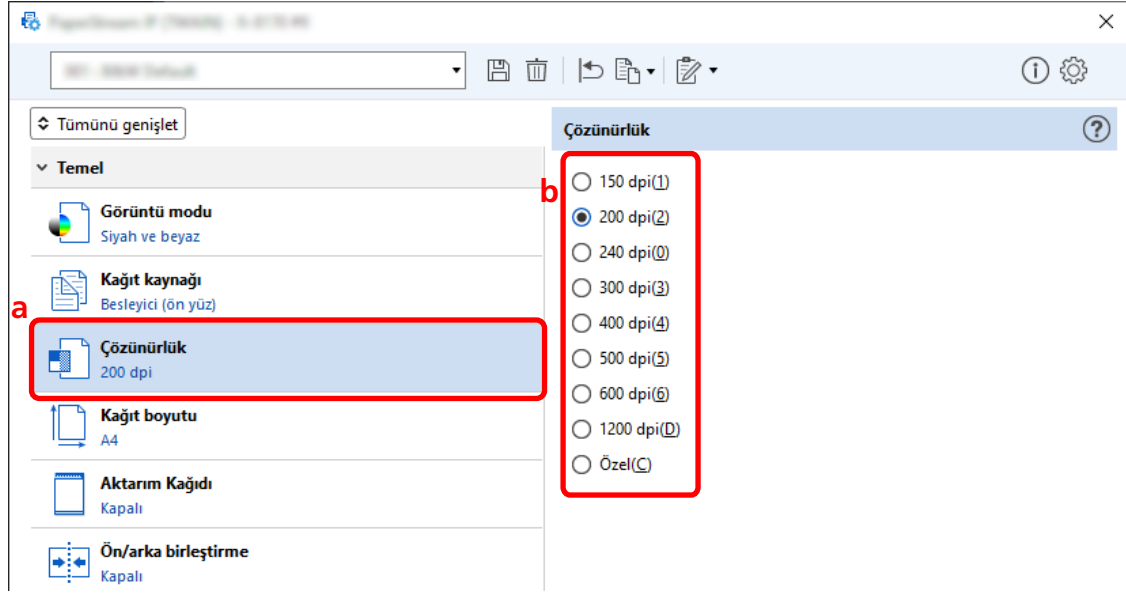 Tümünü genişlet
Temel
Görüntü modu
Siyah ve beyaz
Kağıt kaynağı
Besleyici (ön yüz)
a
Çözünürlük
200 dpi
Kağıt boyutu
A4
Aktarım Kağıdı
Kapalı
Ön/arka birleştirme
Kapalı
Çözünürlük
b
150 dpi(1)
200 dpi(2)
240 dpi(0)
300 dpi(3)
400 dpi(4)
500 dpi(5)
600 dpi(6)
1200 dpi(D)
Özel(C)